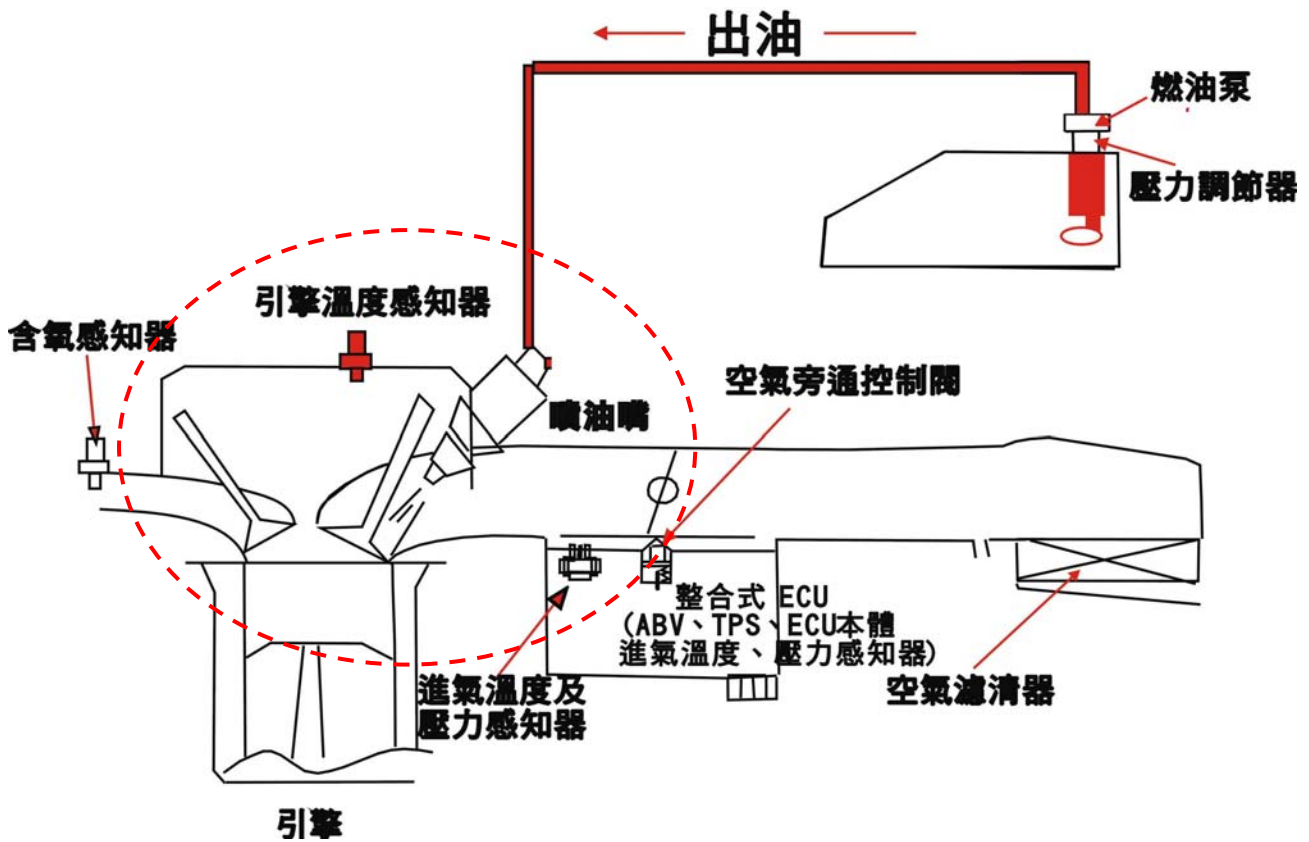 出油
燃油泵
壓力調節器
引擎溫度感知器
含氧感知器
空氣旁通控制閥
噴油嘴
整合式 ECU
(ABV、TPS、ECU本體
進氣溫度、壓力感知器)
進氣溫度及
壓力感知器
空氣濾清器
引擎